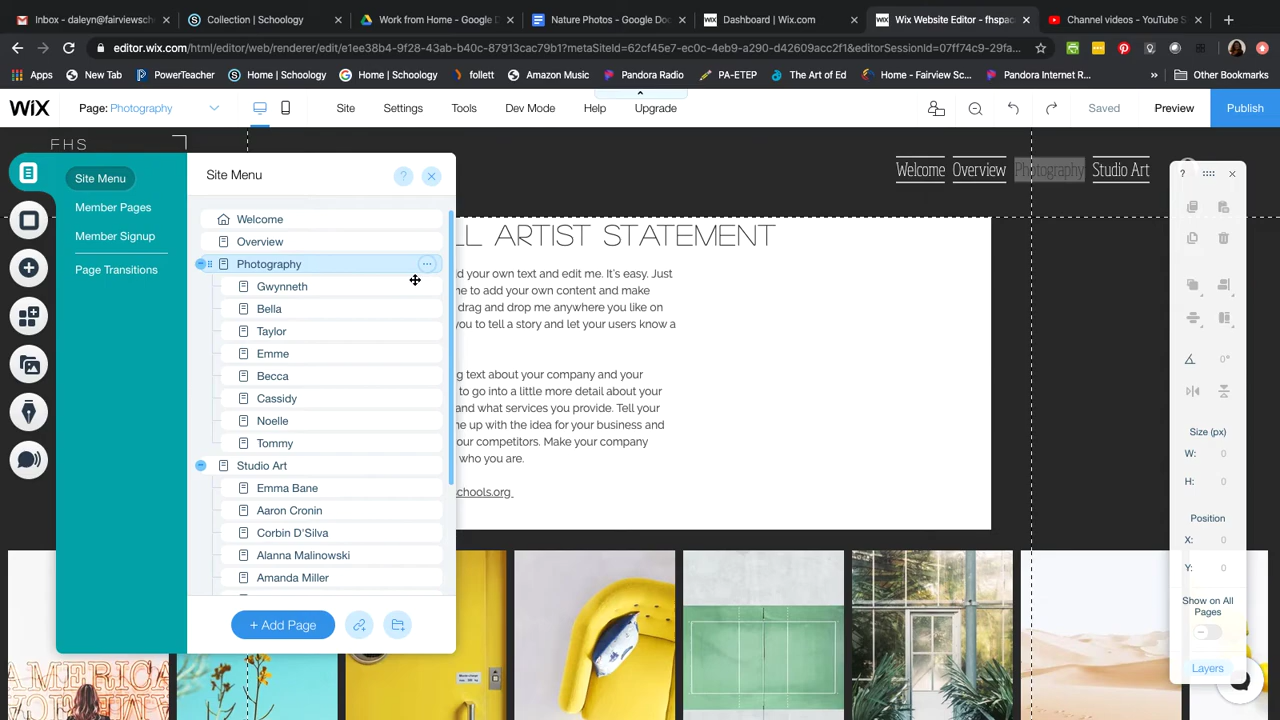 Inbox - daleyn@fairviewsch
Collection | Schoology
Work from Home - Google D
Nature Photos - Google Doc
Dashboard | Wix.com
Wix Website Editor - fhspac
Channel videos - YouTube S
editor.wix.com/html/editor/web/renderer/edit/e1ee38b4-9f28-43ab-b40c-87913cac79b1?metaSiteId=62cf45e7-ec0c-4eb9-a290-d42609acc2f1&editorSessionId=07ff74c9-29fa...
Apps
New Tab
PowerTeacher
Home | Schoology
Home | Schoology
follett
Amazon Music
Pandora Radio
PA-ETEP
The Art of Ed
Home - Fairview Sc...
Pandora Internet R...
»
Other Bookmarks
WiX
Page: Photography
Site
Settings
Tools
Dev Mode
Help
Upgrade
Saved
Preview
Publish
FHS
Welcome
Overview
Photography
Studio Art
Site Menu
Member Pages
Member Signup
Page Transitions
Site Menu
?
Welcome
Overview
Photography
Gwynneth
Bella
Taylor
Emme
Becca
Cassidy
Noelle
Tommy
Studio Art
Emma Bane
Aaron Cronin
Corbin D'Silva
Alanna Malinowski
Amanda Miller
+ Add Page
LL ARTIST STATEMENT
d your own text and edit me. It's easy. Just
me to add your own content and make
drag and drop me anywhere you like on
you to tell a story and let your users know a
g text about your company and your
to go into a little more detail about your
and what services you provide. Tell your
me up with the idea for your business and
our competitors. Make your company
who you are.
schools.org
?
0°
Size (px)
W: 0
H: 0
Position
X: 0
Y: 0
Show on All
Pages
Layers
AMERICA